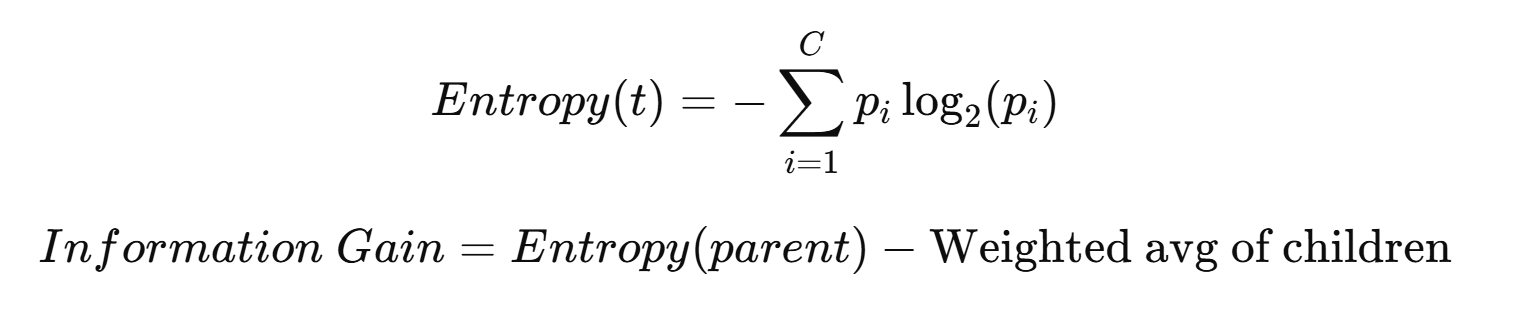 Entropy(t) = − ∑_{i=1}^{C} p_i log_2(p_i)
Information Gain = Entropy(parent) − Weighted avg of children